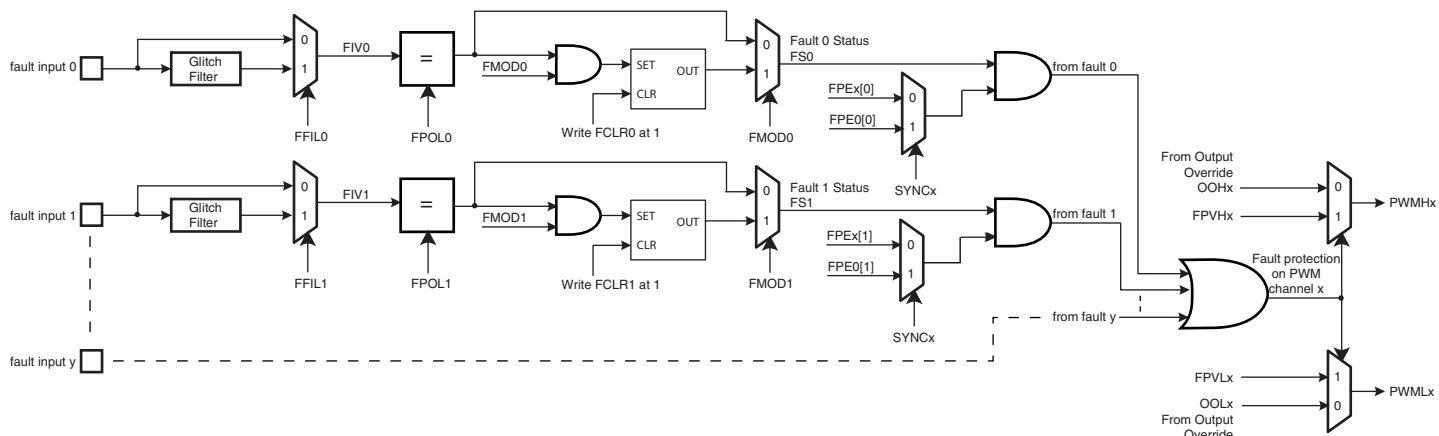 fault input 0
Glitch
Filter
0
1
FFIL0
FIV0
=
FPOL0
FMOD0
SET
OUT
CLR
Write FCLR0 at 1
0
1
FMOD0
Fault 0 Status
FS0
FPEx[0]
FPE0[0]
0
1
SYNCx
from fault 0
fault input 1
Glitch
Filter
0
1
FFIL1
FIV1
=
FPOL1
FMOD1
SET
OUT
CLR
Write FCLR1 at 1
0
1
FMOD1
Fault 1 Status
FS1
FPEx[1]
FPE0[1]
0
1
SYNCx
from fault 1
fault input y
from fault y
From Output
Override
OOHx
FPVHx
0
1
PWMHx
Fault protection
on PWM
channel x
FPVLx
OOLx
From Output
Override
1
0
PWMLx